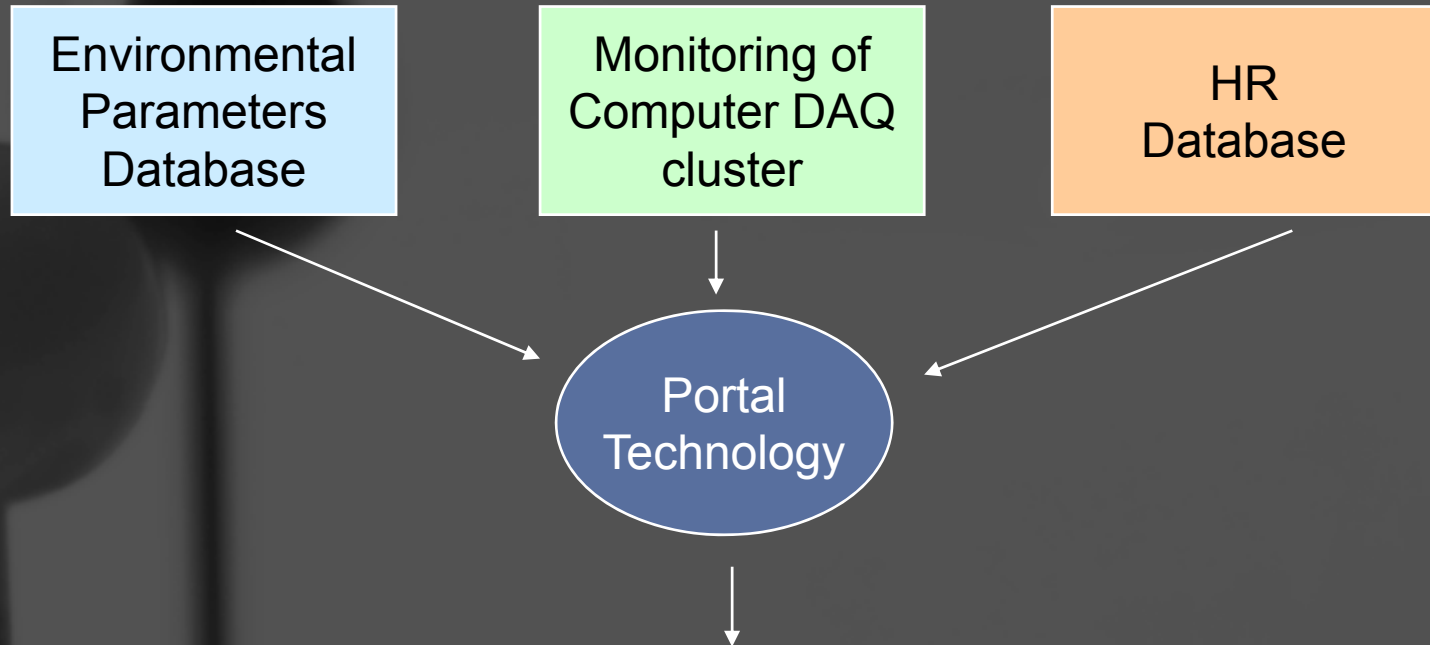 Environmental
Parameters
Database
Monitoring of
Computer DAQ
cluster
HR
Database
Portal
Technology